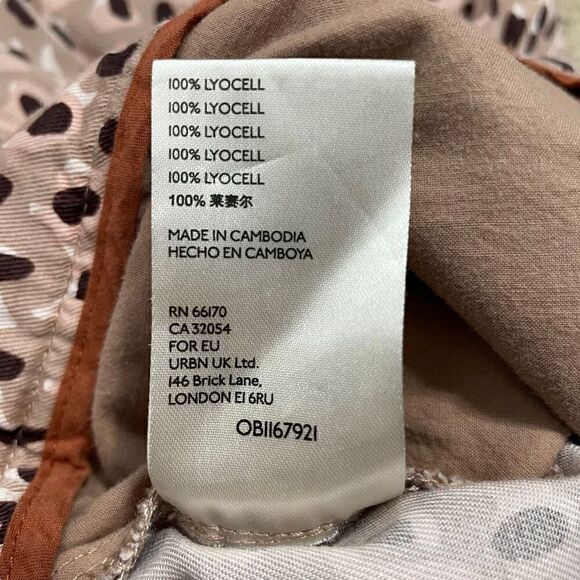 100% LYOCELL
100% LYOCELL
100% LYOCELL
100% LYOCELL
100% LYOCELL
100% 莱赛尔
MADE IN CAMBODIA
HECHO EN CAMBOYA
RN 66170
CA 32054
FOR EU
URBN UK Ltd.
146 Brick Lane,
LONDON E1 6RU
OB1167921